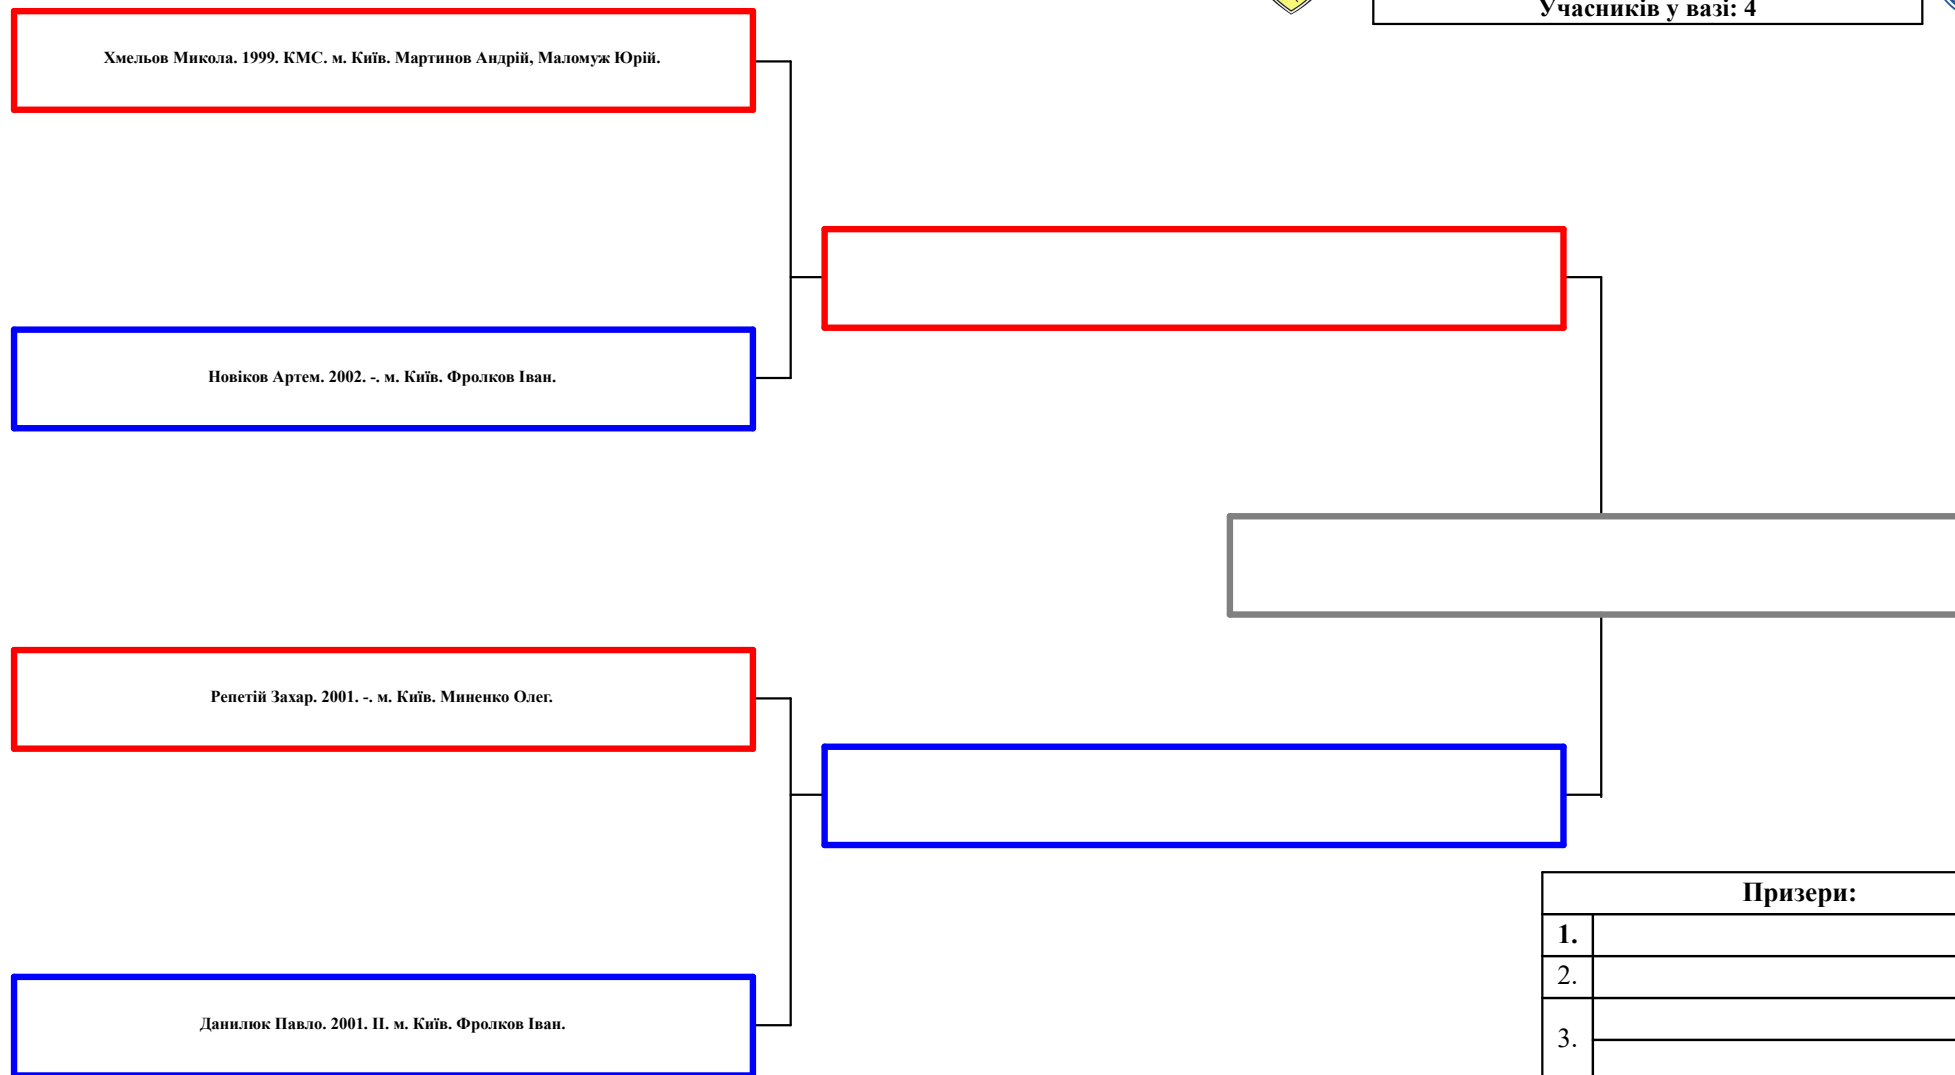 Учасників у вазі: 4
Хмельов Микола. 1999. КМС. м. Київ. Мартинов Андрій, Маломуж Юрій.
Новіков Артем. 2002. -. м. Київ. Фролков Іван.
Репетій Захар. 2001. -. м. Київ. Миненко Олег.
Данилюк Павло. 2001. II. м. Київ. Фролков Іван.
Призери:
1.
2.
3.